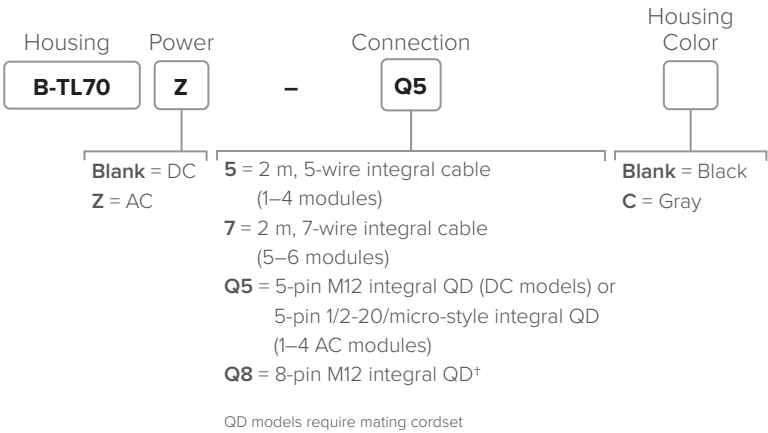 Housing
Power
Connection
Housing
Color
B-TL70
Z
–
Q5
Blank = DC
Z = AC
5 = 2 m, 5-wire integral cable
(1–4 modules)
7 = 2 m, 7-wire integral cable
(5–6 modules)
Q5 = 5-pin M12 integral QD (DC models) or
5-pin 1/2-20/micro-style integral QD
(1–4 AC modules)
Q8 = 8-pin M12 integral QD†
Blank = Black
C = Gray
QD models require mating cordset